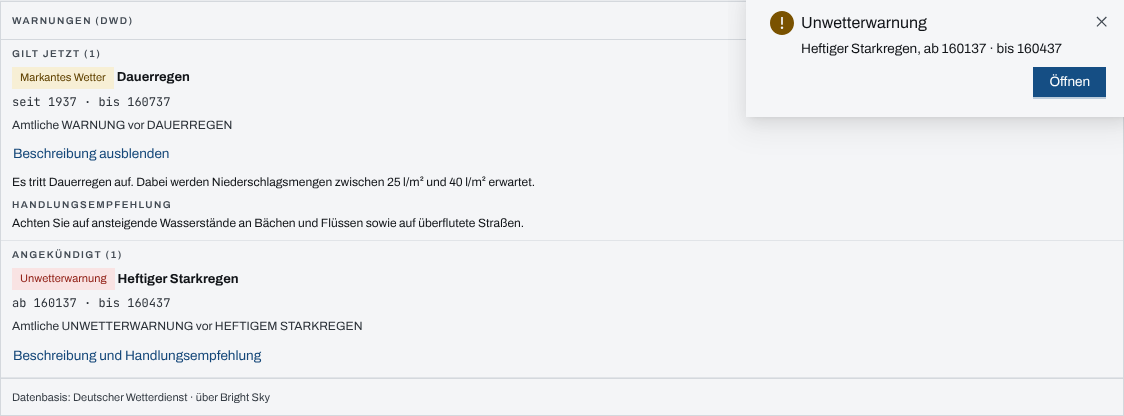 WARNUNGEN (DWD)
GILT JETZT (1)
Markantes Wetter Dauerregen
seit 1937 · bis 160737
Amtliche WARNUNG vor DAUERREGEN
Beschreibung ausblenden
Es tritt Dauerregen auf. Dabei werden Niederschlagsmengen zwischen 25 l/m² und 40 l/m² erwartet.
HANDLUNGSEMPFEHLUNG
Achten Sie auf ansteigende Wasserstände an Bächen und Flüssen sowie auf überflutete Straßen.
ANGEKÜNDIGT (1)
Unwetterwarnung Heftiger Starkregen
ab 160137 · bis 160437
Amtliche UNWETTERWARNUNG vor HEFTIGEM STARKREGEN
Beschreibung und Handlungsempfehlung
Datenbasis: Deutscher Wetterdienst · über Bright Sky
Unwetterwarnung
Heftiger Starkregen, ab 160137 · bis 160437
Öffnen